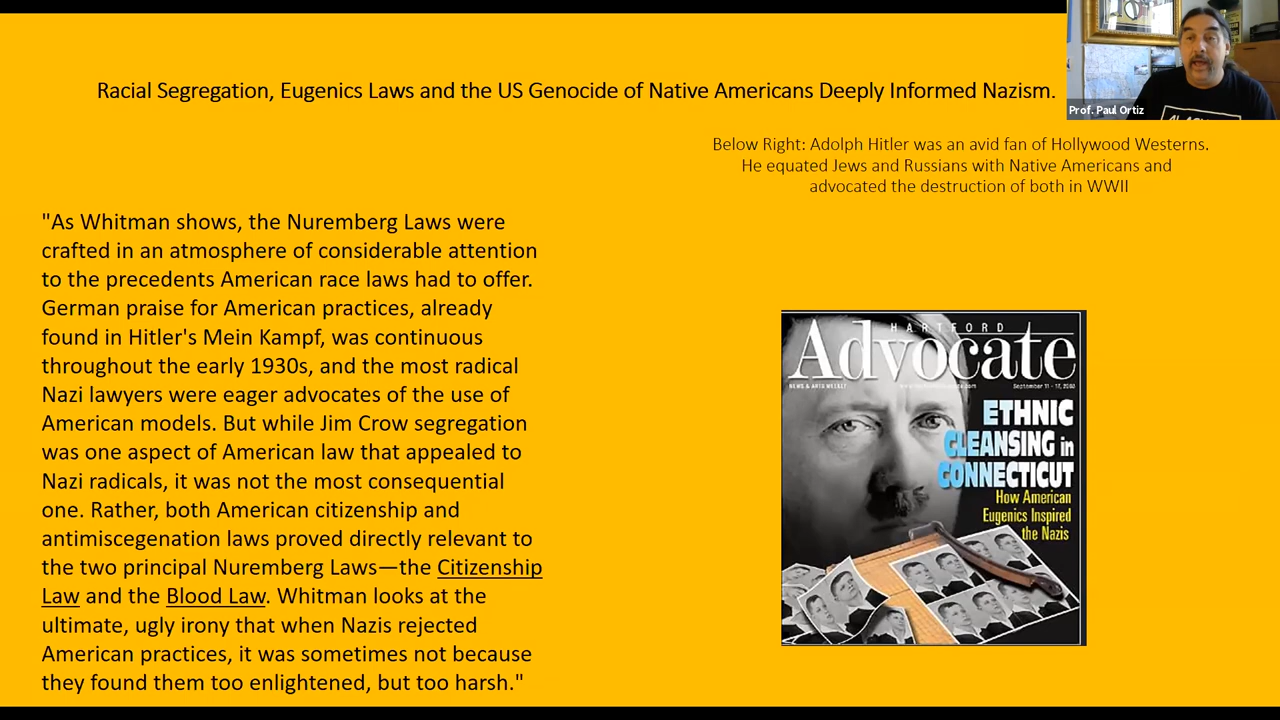 Racial Segregation, Eugenics Laws and the US Genocide of Native Americans Deeply Informed Nazism.
Prof. Paul Ortiz
Below Right: Adolph Hitler was an avid fan of Hollywood Westerns.
He equated Jews and Russians with Native Americans and
advocated the destruction of both in WWII
"As Whitman shows, the Nuremberg Laws were
crafted in an atmosphere of considerable attention
to the precedents American race laws had to offer.
German praise for American practices, already
found in Hitler's Mein Kampf, was continuous
throughout the early 1930s, and the most radical
Nazi lawyers were eager advocates of the use of
American models. But while Jim Crow segregation
was one aspect of American law that appealed to
Nazi radicals, it was not the most consequential
one. Rather, both American citizenship and
antimiscegenation laws proved directly relevant to
the two principal Nuremberg Laws—the Citizenship
Law and the Blood Law. Whitman looks at the
ultimate, ugly irony that when Nazis rejected
American practices, it was sometimes not because
they found them too enlightened, but too harsh."
HARTFORD
Advocate
NEWS & ARTS WEEKLY
ETHNIC
CLEANSING in
CONNECTICUT
How American
Eugenics Inspired
the Nazis